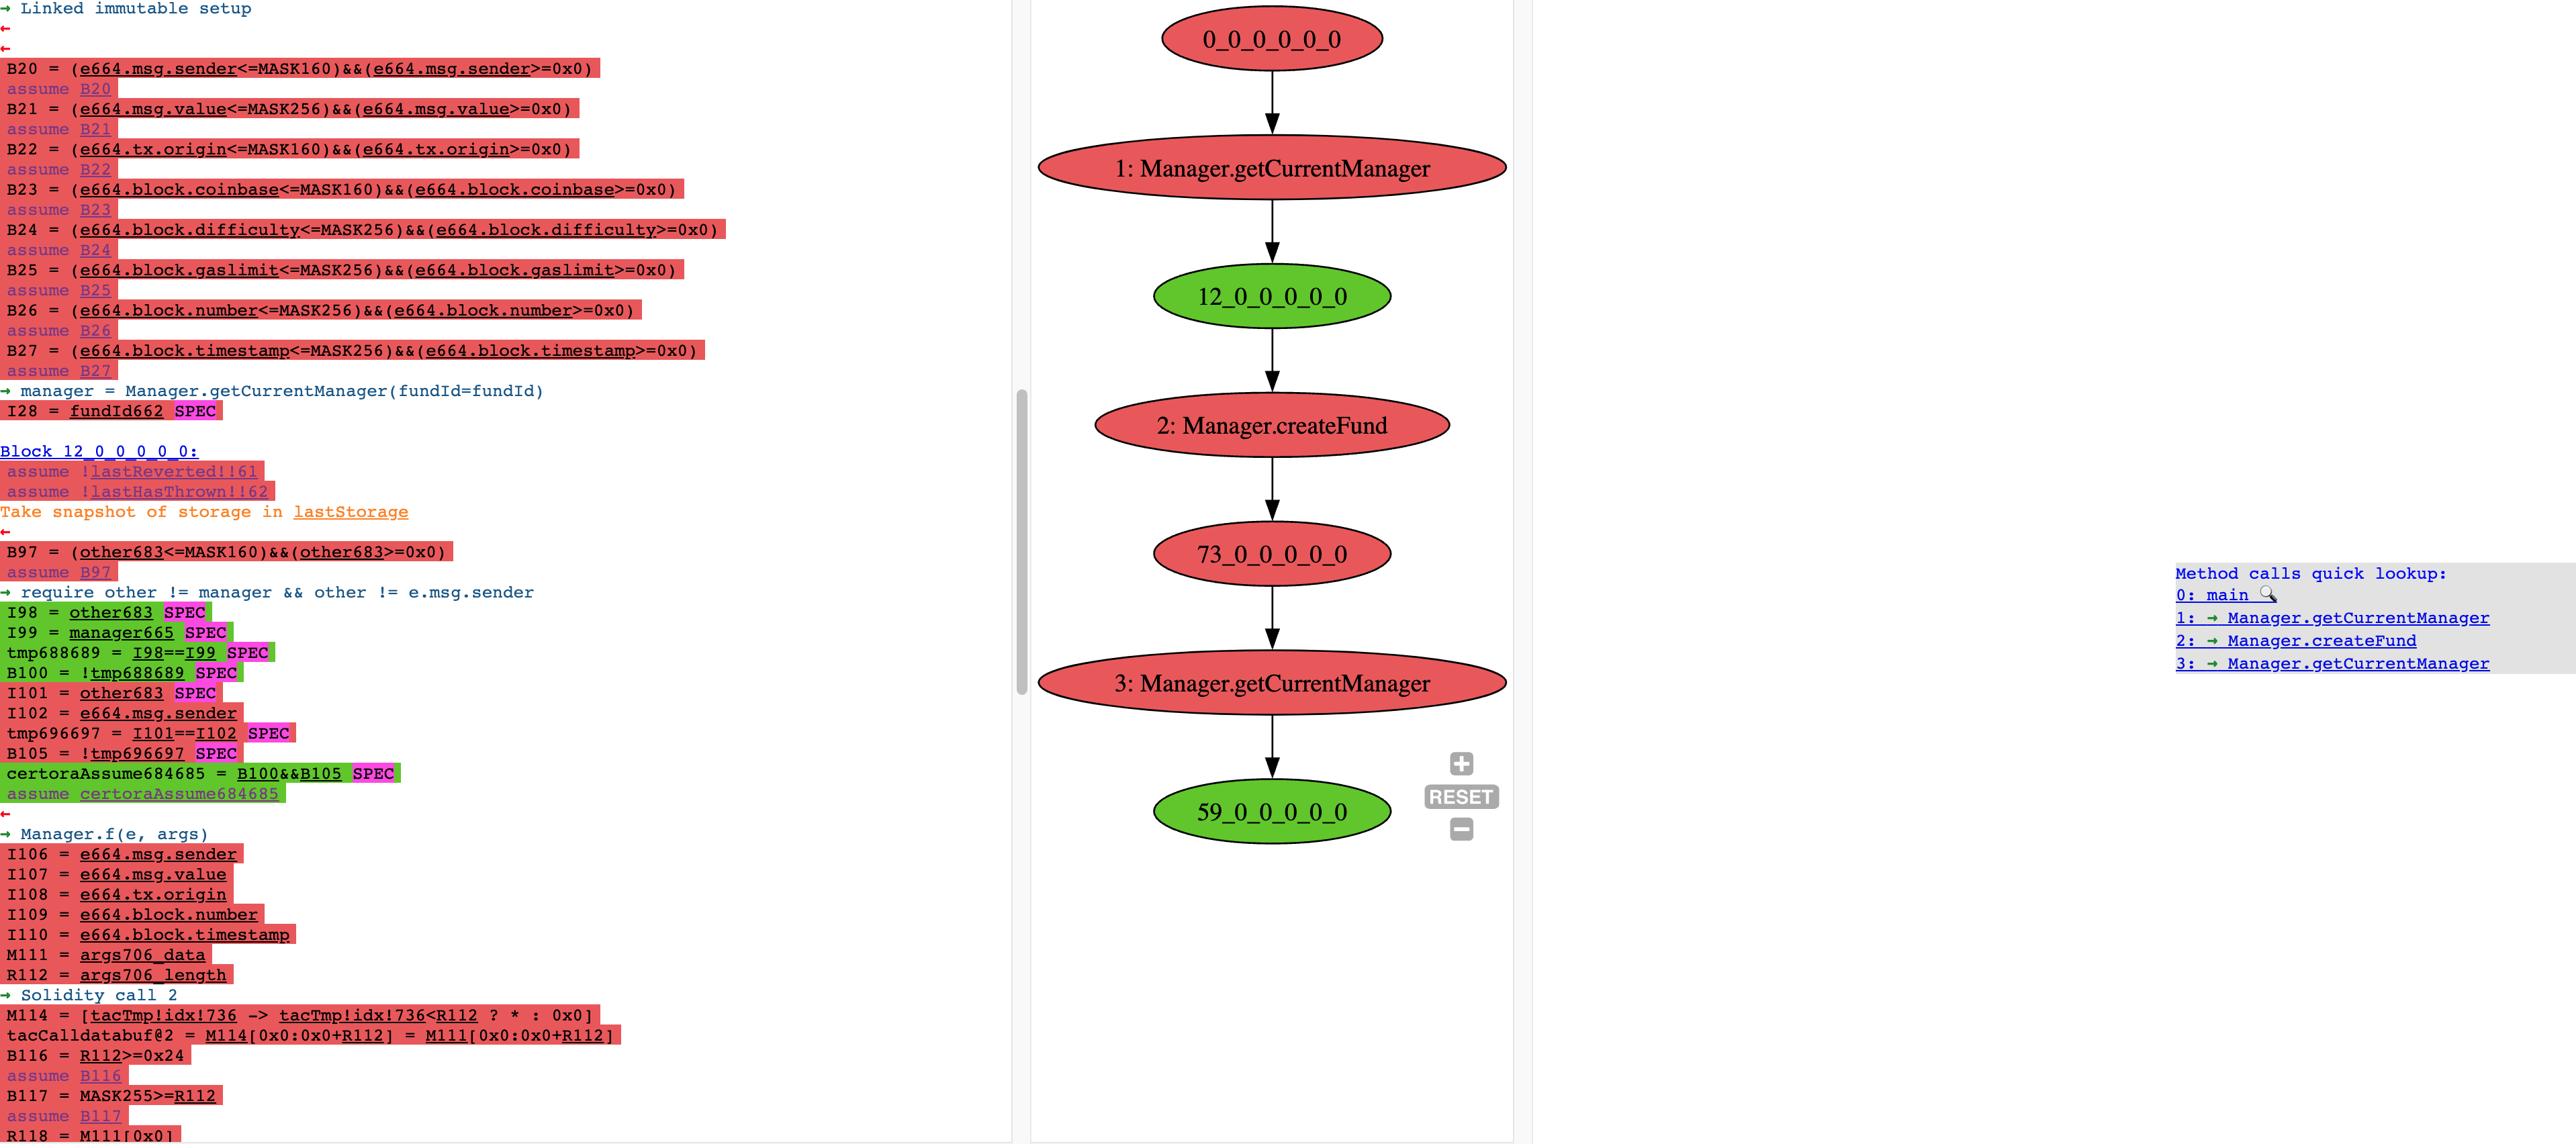 → Linked immutable setup
←
←
B20 = (e664.msg.sender<=MASK160)&&(e664.msg.sender>=0x0)
assume B20
B21 = (e664.msg.value<=MASK256)&&(e664.msg.value>=0x0)
assume B21
B22 = (e664.tx.origin<=MASK160)&&(e664.tx.origin>=0x0)
assume B22
B23 = (e664.block.coinbase<=MASK160)&&(e664.block.coinbase>=0x0)
assume B23
B24 = (e664.block.difficulty<=MASK256)&&(e664.block.difficulty>=0x0)
assume B24
B25 = (e664.block.gaslimit<=MASK256)&&(e664.block.gaslimit>=0x0)
assume B25
B26 = (e664.block.number<=MASK256)&&(e664.block.number>=0x0)
assume B26
B27 = (e664.block.timestamp<=MASK256)&&(e664.block.timestamp>=0x0)
assume B27
→ manager = Manager.getCurrentManager(fundId=fundId)
I28 = fundId662 SPEC
Block 12_0_0_0_0_0:
assume !lastReverted!!61
assume !lastHasThrown!!62
Take snapshot of storage in lastStorage
←
B97 = (other683<=MASK160)&&(other683>=0x0)
assume B97
→ require other != manager && other != e.msg.sender
I98 = other683 SPEC
I99 = manager665 SPEC
tmp688689 = I98==I99 SPEC
B100 = !tmp688689 SPEC
I101 = other683 SPEC
I102 = e664.msg.sender
tmp696697 = I101==I102 SPEC
B105 = !tmp696697 SPEC
certoraAssume684685 = B100&&B105 SPEC
assume certoraAssume684685
←
→ Manager.f(e, args)
I106 = e664.msg.sender
I107 = e664.msg.value
I108 = e664.tx.origin
I109 = e664.block.number
I110 = e664.block.timestamp
M111 = args706_data
R112 = args706_length
→ Solidity call 2
M114 = [tacTmp!idx!736 -> tacTmp!idx!736<R112 ? * : 0x0]
tacCalldatabuf@2 = M114[0x0:0x0+R112] = M111[0x0:0x0+R112]
B116 = R112>=0x24
assume B116
B117 = MASK255>=R112
assume B117
R118 = M111[0x0]
0_0_0_0_0_0
1: Manager.getCurrentManager
12_0_0_0_0_0
2: Manager.createFund
73_0_0_0_0_0
3: Manager.getCurrentManager
59_0_0_0_0_0
+
RESET
−
Method calls quick lookup:
0: main 🔍
1: → Manager.getCurrentManager
2: → Manager.createFund
3: → Manager.getCurrentManager